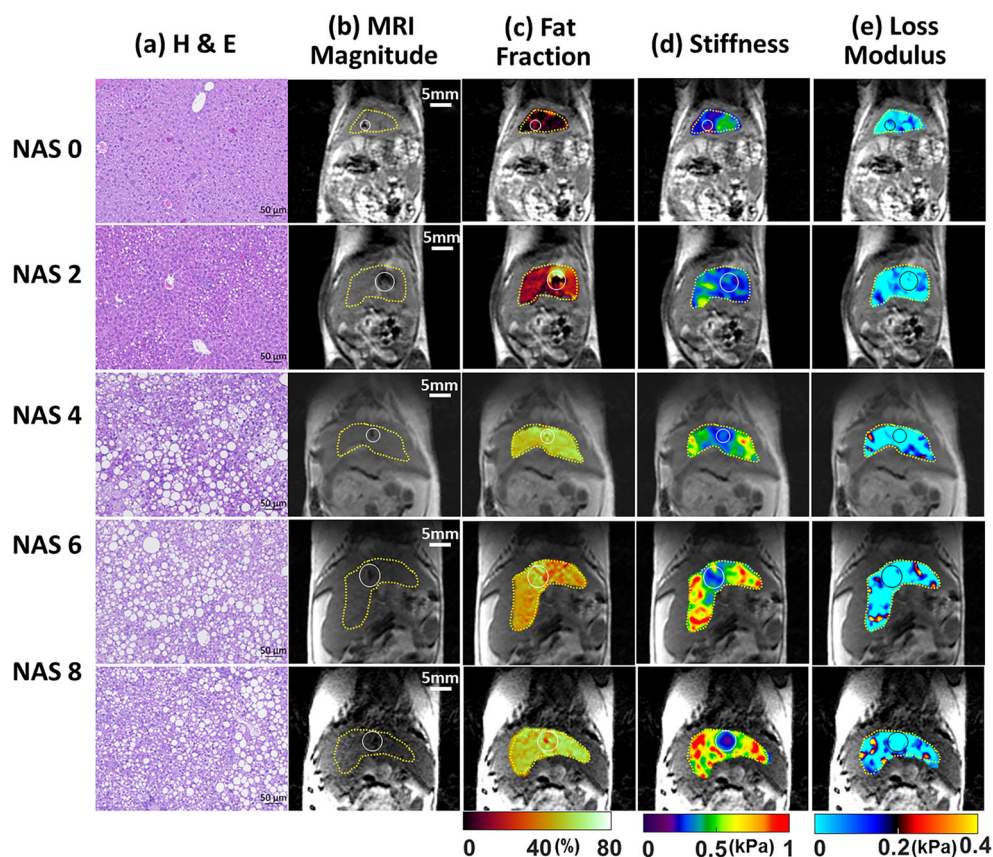 (a) H & E
(b) MRI
Magnitude
(c) Fat
Fraction
(d) Stiffness
(e) Loss
Modulus
NAS 0
50 µm
5mm
NAS 2
50 µm
5mm
NAS 4
50 µm
5mm
NAS 6
50 µm
5mm
NAS 8
50 µm
5mm
0 40 (%) 80
0 0.5(kPa) 1
0 0.2(kPa) 0.4